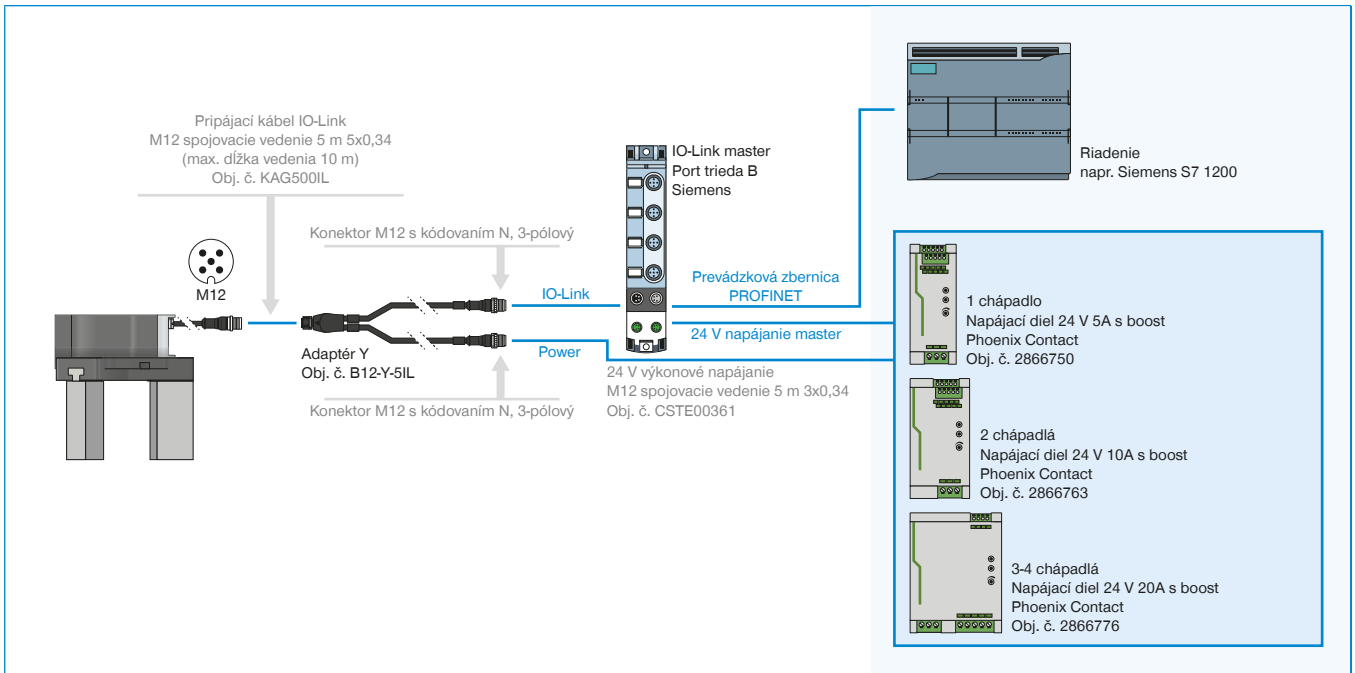 Pripájací kábel IO-Link
M12 spojovacie vedenie 5 m 5x0,34
(max. dĺžka vedenia 10 m)
Obj. č. KAG500IL
M12
Konektor M12 s kódovaním N, 3-pólový
Adaptér Y
Obj. č. B12-Y-5IL
Konektor M12 s kódovaním N, 3-pólový
IO-Link
Power
IO-Link master
Port trieda B
Siemens
Prevádzková zbernica
PROFINET
24 V napájanie master
24 V výkonové napájanie
M12 spojovacie vedenie 5 m 3x0,34
Obj. č. CSTE00361
Riadenie
napr. Siemens S7 1200
1 chápadlo
Napájací diel 24 V 5A s boost
Phoenix Contact
Obj. č. 2866750
2 chápadlá
Napájací diel 24 V 10A s boost
Phoenix Contact
Obj. č. 2866763
3-4 chápadlá
Napájací diel 24 V 20A s boost
Phoenix Contact
Obj. č. 2866776